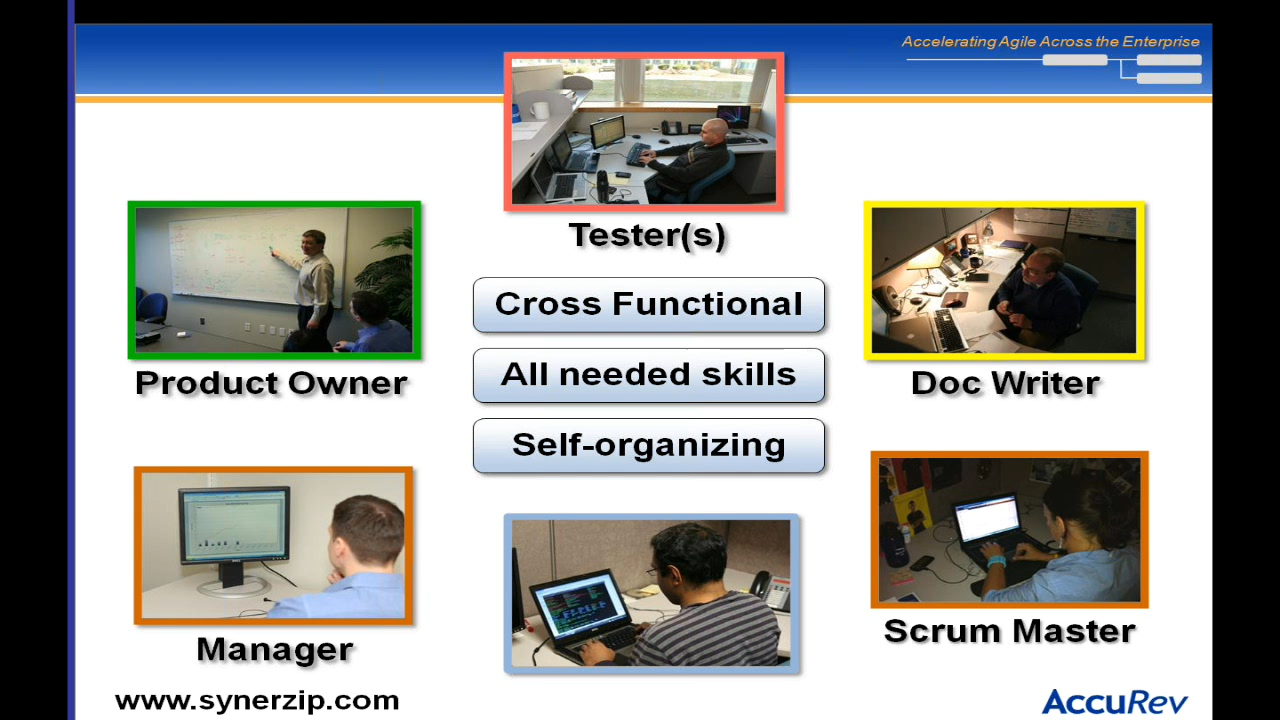 Accelerating Agile Across the Enterprise
Tester(s)
Product Owner
Doc Writer
Cross Functional
All needed skills
Self-organizing
Manager
Scrum Master
www.synerzip.com
AccuRev